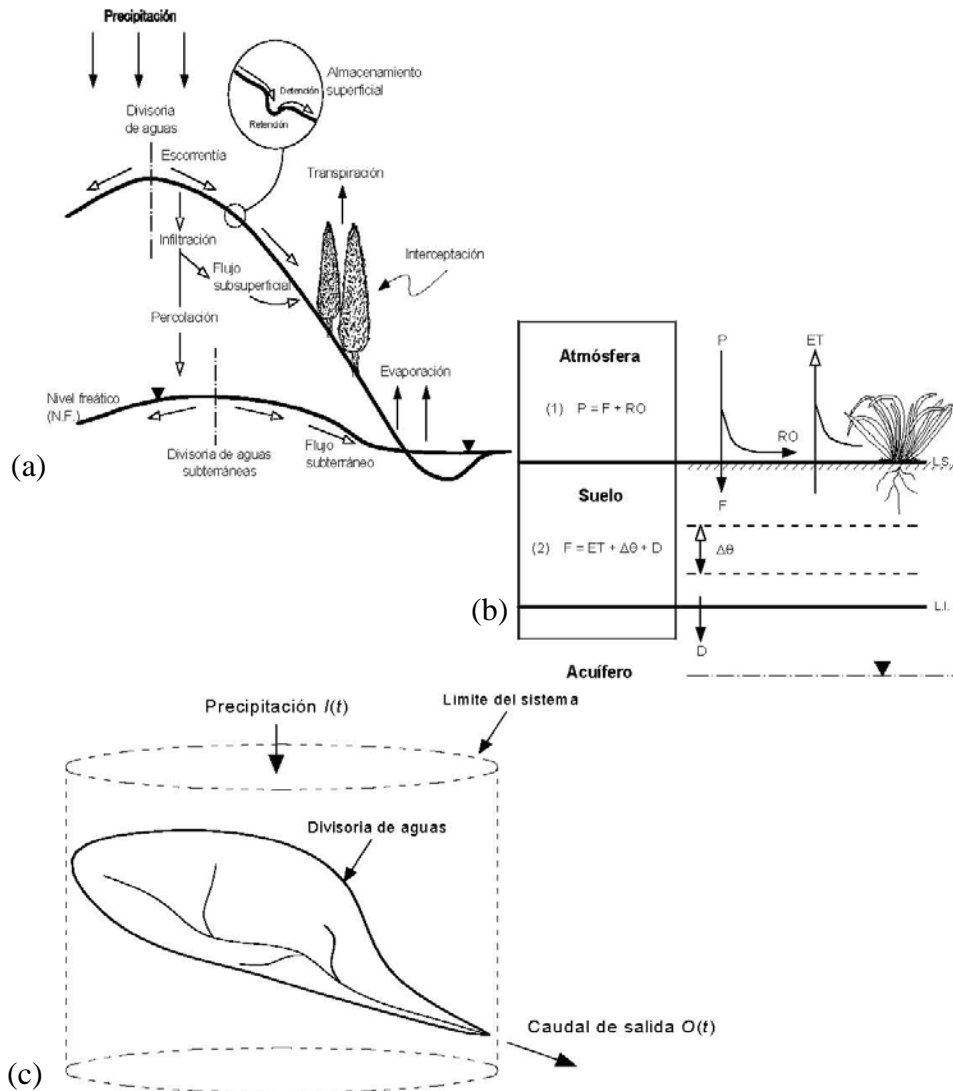 Precipitación
Almacenamiento
superficial
Detención
Retención
Divisoria
de aguas
Escorrentía
Transpiración
Infiltración
Interceptación
Flujo
subsuperficial
Percolación
Evaporación
Nivel freático
(N.F.)
Divisoria de aguas
subterráneas
Flujo
subterráneo
(a)
Atmósfera
(1) P = F + RO
P
ET
RO
L.S.
F
Suelo
(2) F = ET + Δθ + D
Δθ
L.I.
D
(b)
Acuífero
Precipitación I(t)
Límite del sistema
Divisoria de aguas
Caudal de salida O(t)
(c)